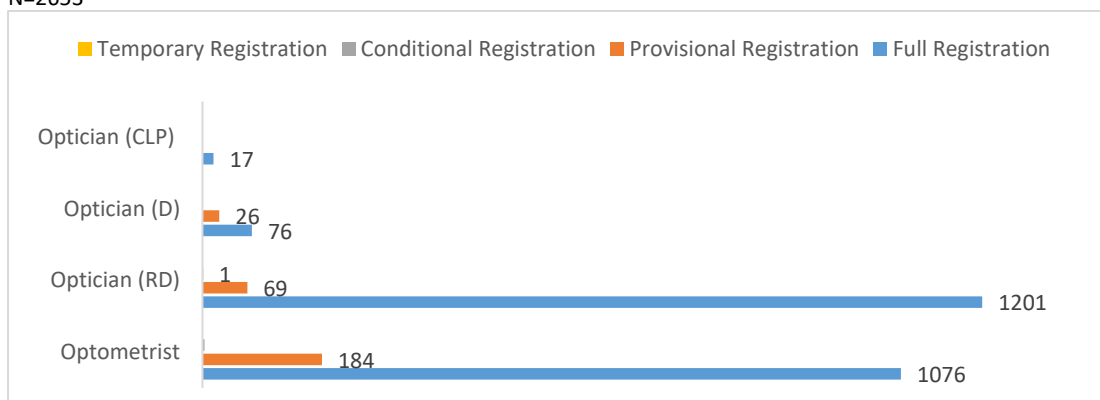 N=2653
Temporary Registration Conditional Registration Provisional Registration Full Registration
Optician (CLP)
17
Optician (D)
26
76
Optician (RD)
1
69
1201
Optometrist
184
1076